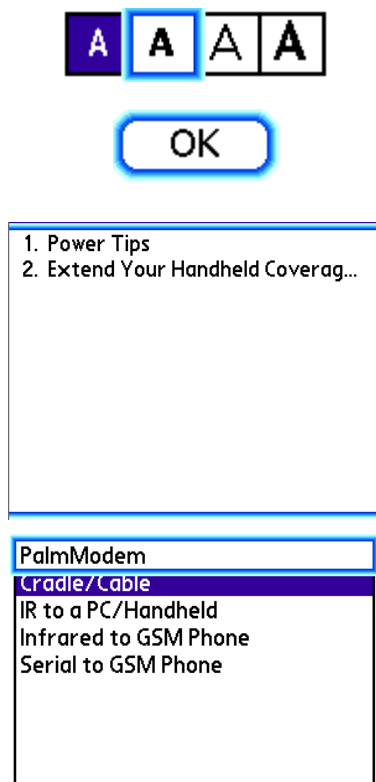 A A A A
OK
1. Power Tips
2. Extend Your Handheld Coverag...
PalmModem
Cradle/Cable
IR to a PC/Handheld
Infrared to GSM Phone
Serial to GSM Phone